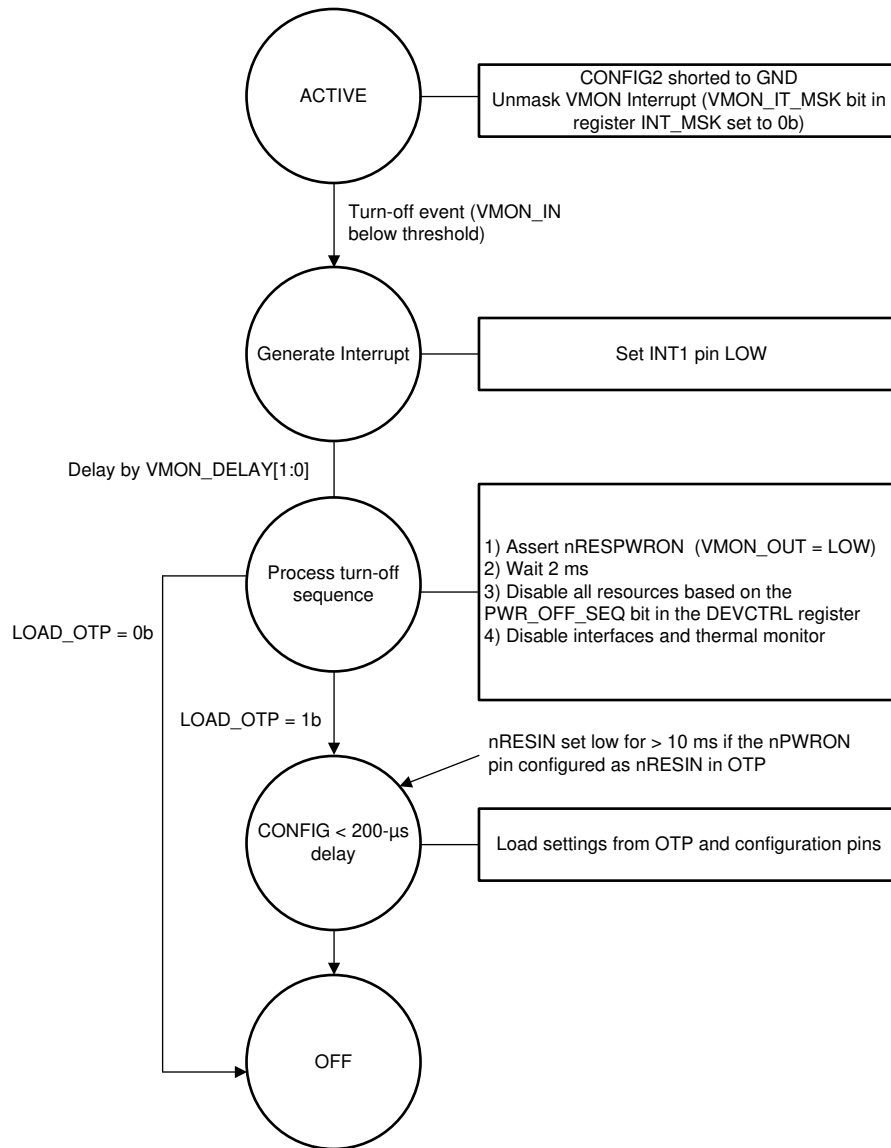 ACTIVE
CONFIG2 shorted to GND
Unmask VMON Interrupt (VMON_IT_MSK bit in
register INT_MSK set to 0b)
Turn-off event (VMON_IN
below threshold)
Generate Interrupt
Set INT1 pin LOW
Delay by VMON_DELAY[1:0]
Process turn-off
sequence
1) Assert nRESPWRON  (VMON_OUT = LOW)
2) Wait 2 ms
3) Disable all resources based on the
PWR_OFF_SEQ bit in the DEVCTRL register
4) Disable interfaces and thermal monitor
LOAD_OTP = 0b
LOAD_OTP = 1b
nRESIN set low for > 10 ms if the nPWRON
pin configured as nRESIN in OTP
CONFIG < 200-µs
delay
Load settings from OTP and configuration pins
OFF